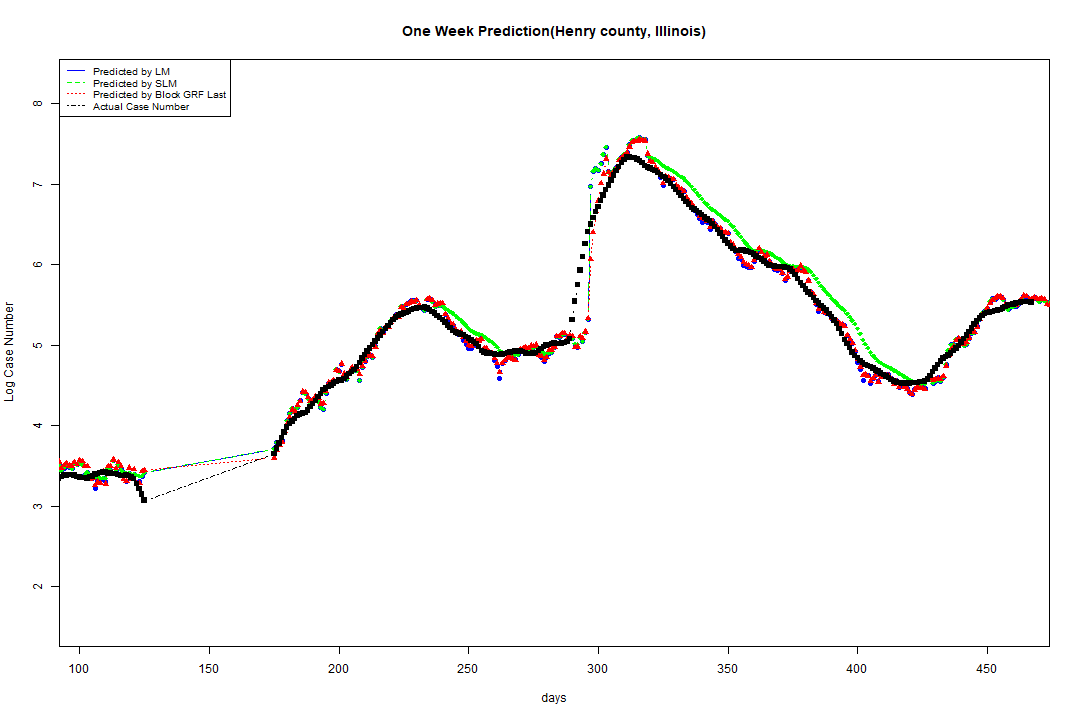 One Week Prediction(Henry county, Illinois)
Predicted by LM
Predicted by SLM
Predicted by Block GRF Last
Actual Case Number
8
7
6
5
4
3
2
Log Case Number
100 150 200 250 300 350 400 450
days